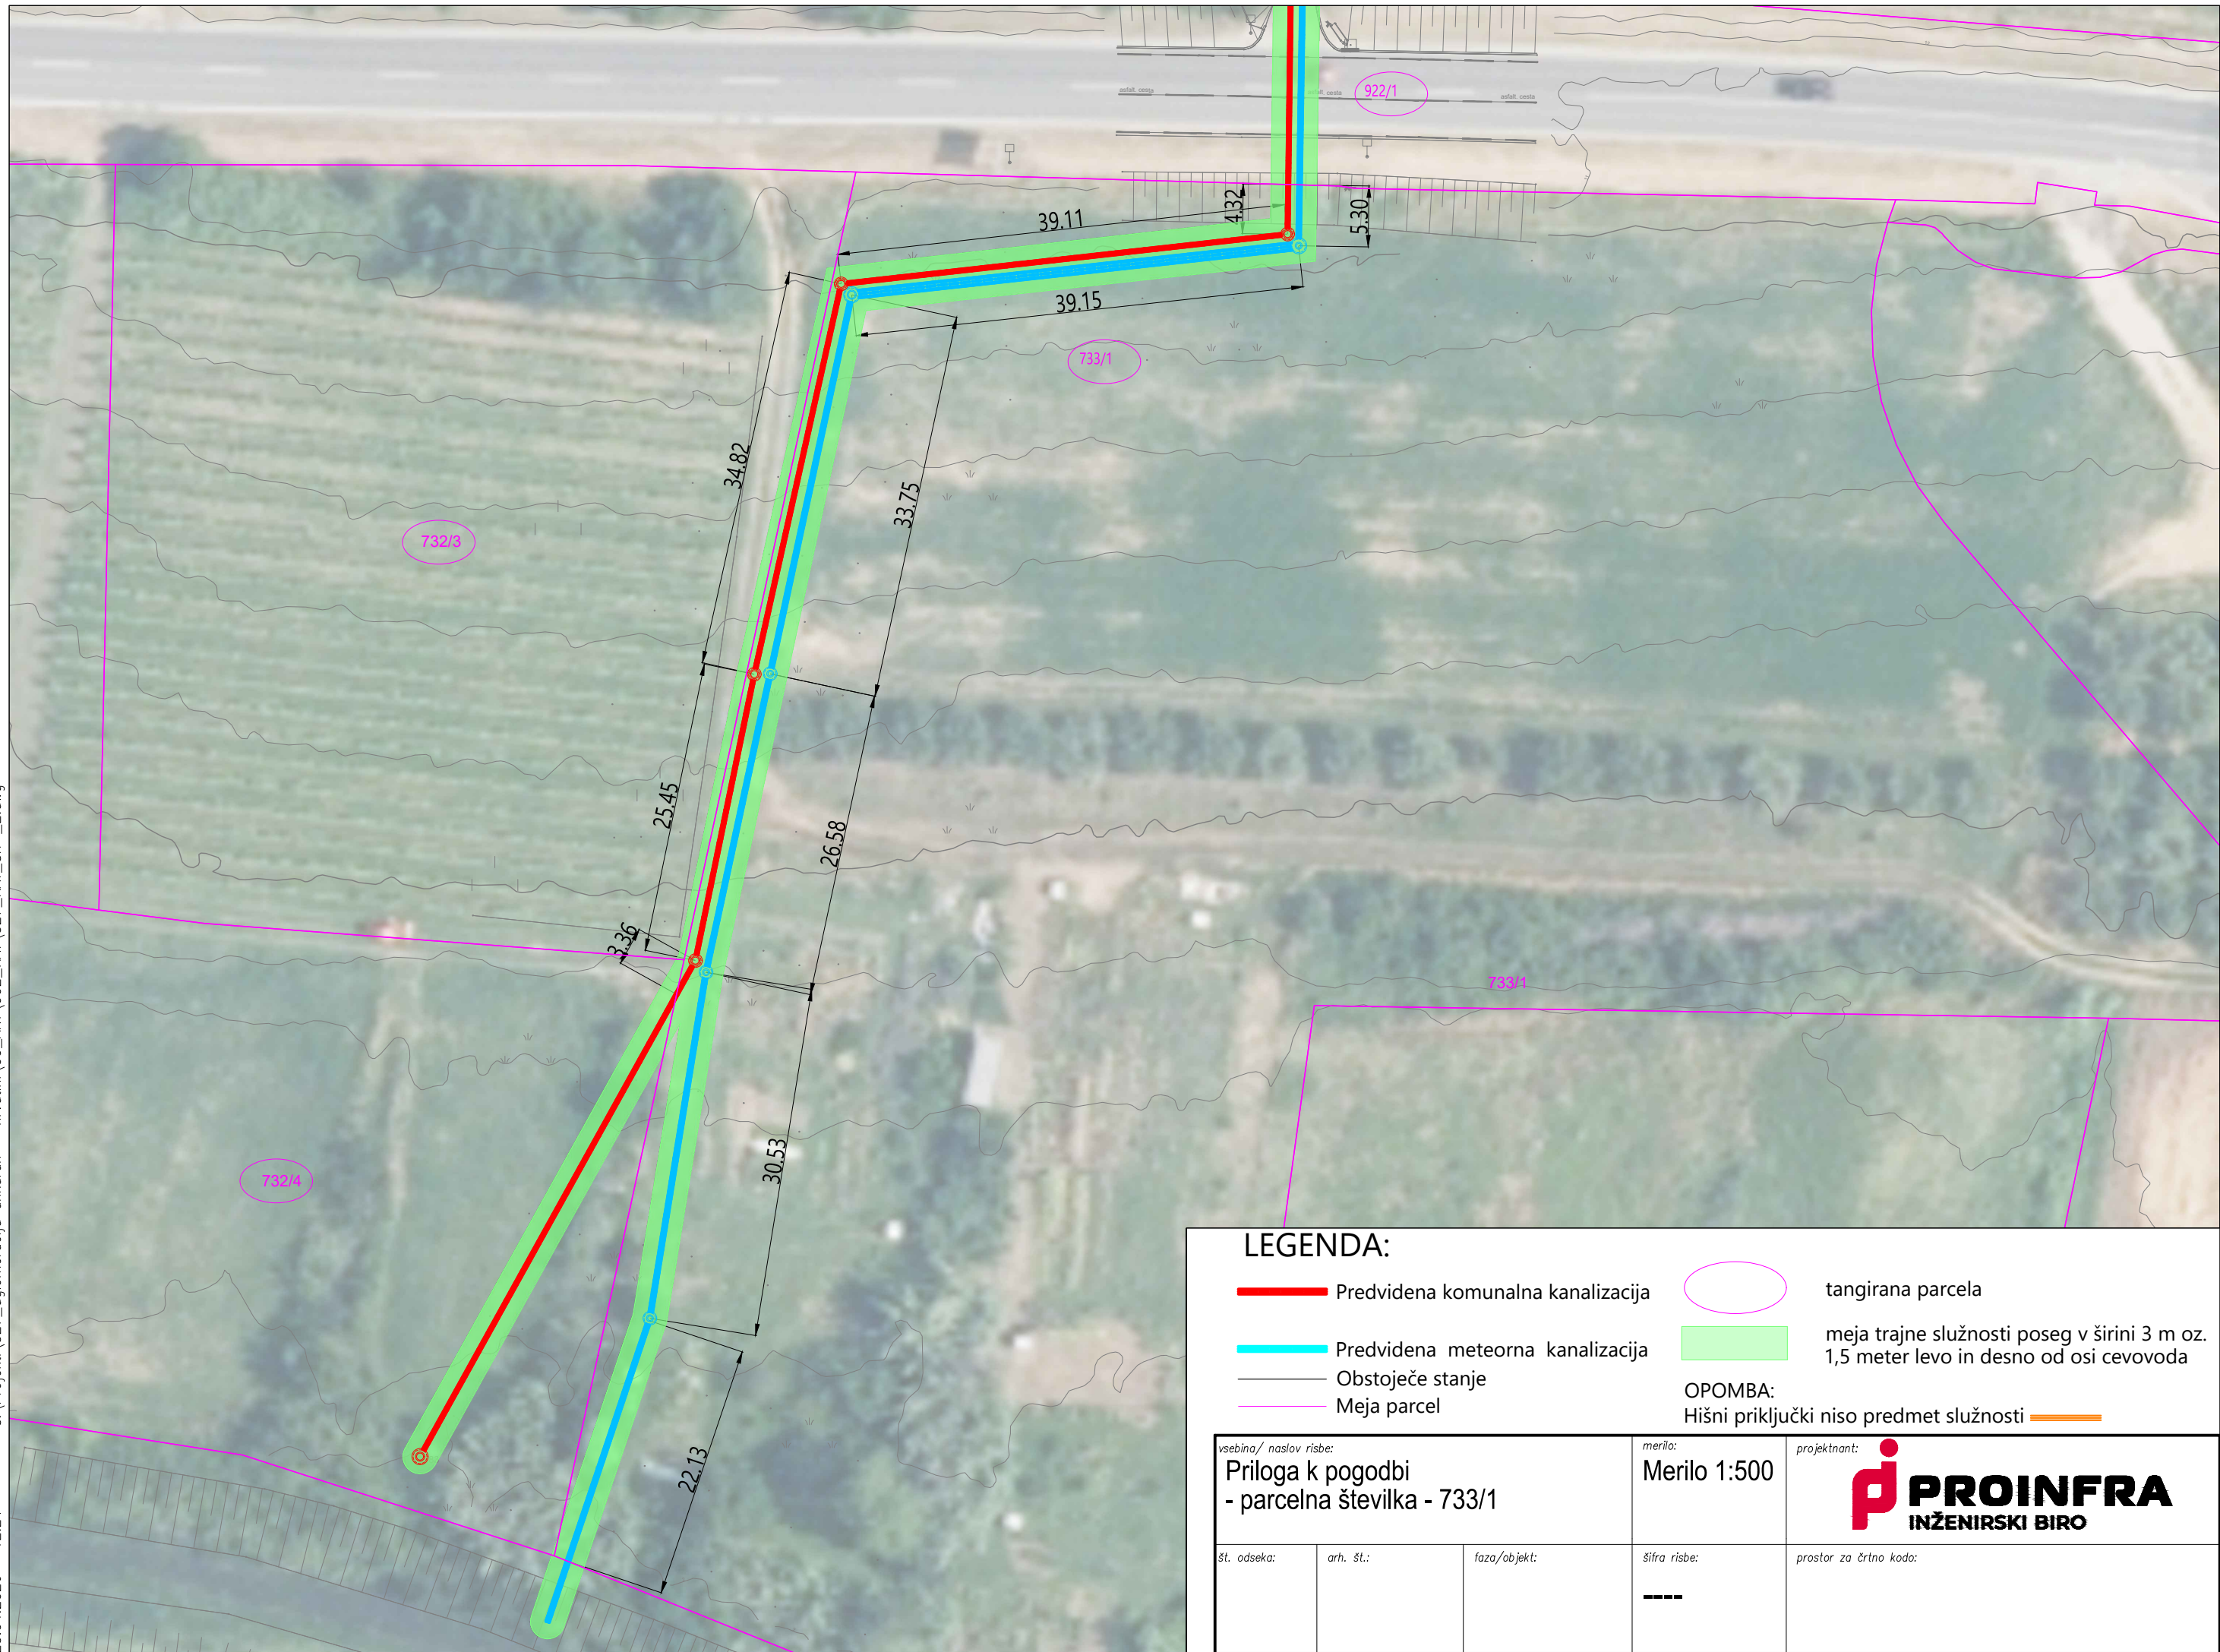 asfalt. cesta
asfalt. cesta
asfalt. cesta
922/1
4.32
5.30
39.11
39.15
733/1
34.82
33.75
732/3
25.45
26.58
3.36
733/1
30.53
732/4
22.13
LEGENDA:
Predvidena komunalna kanalizacija
tangirana parcela
Predvidena meteorna kanalizacija
meja trajne služnosti poseg v širini 3 m oz.
1,5 meter levo in desno od osi cevovoda
Obstoječe stanje
Meja parcel
OPOMBA:
Hišni priključki niso predmet služnosti
vsebina/ naslov risbe:
Priloga k pogodbi
- parcelna številka - 733/1
merilo:
Merilo 1:500
projektnant:
PROINFRA
INŽENIRSKI BIRO
št. odseka:
arh. št.:
faza/objekt:
šifra risbe:
----
prostor za črtno kodo: